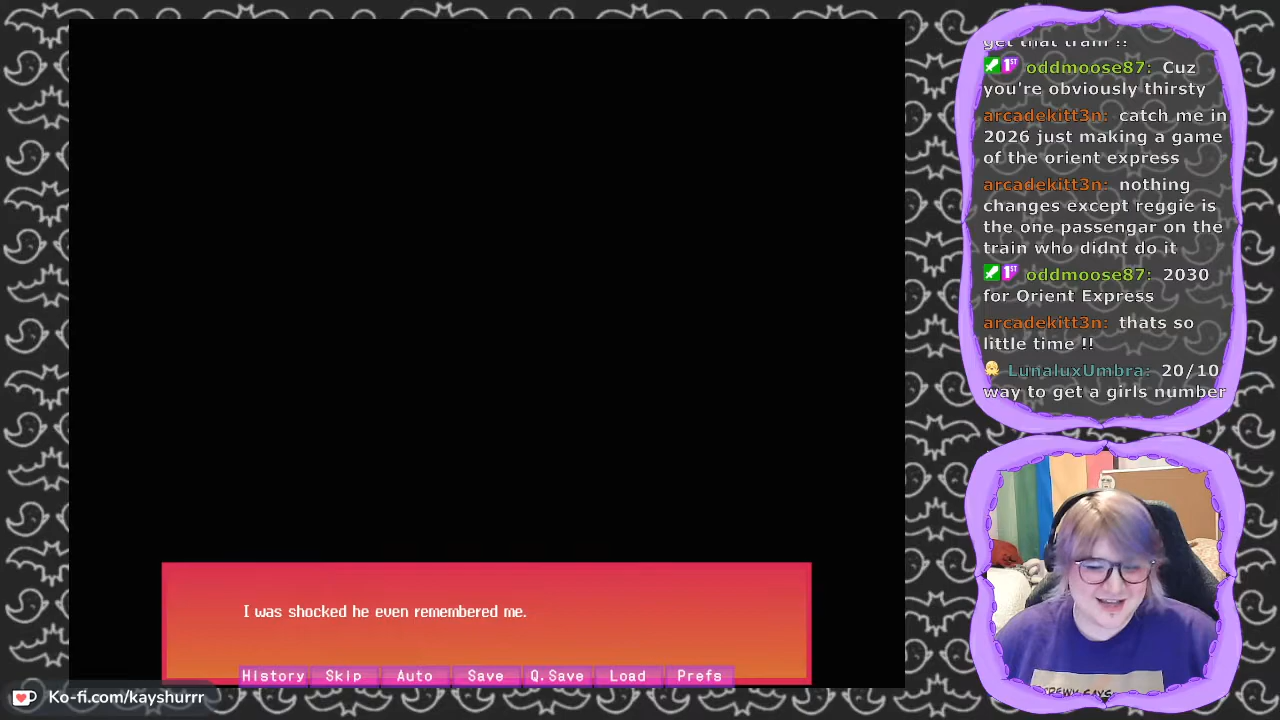 get that train !!
oddmoose87: Cuz
you're obviously thirsty
arcadekitt3n: catch me in
2026 just making a game
of the orient express
arcadekitt3n: nothing
changes except reggie is
the one passengar on the
train who didnt do it
oddmoose87: 2030
for Orient Express
arcadekitt3n: thats so
little time !!
LunaluxUmbra: 20/10
way to get a girls number
I was shocked he even remembered me.
History Skip Auto Save Q.Save Load Prefs
Ko-fi.com/kayshurrr